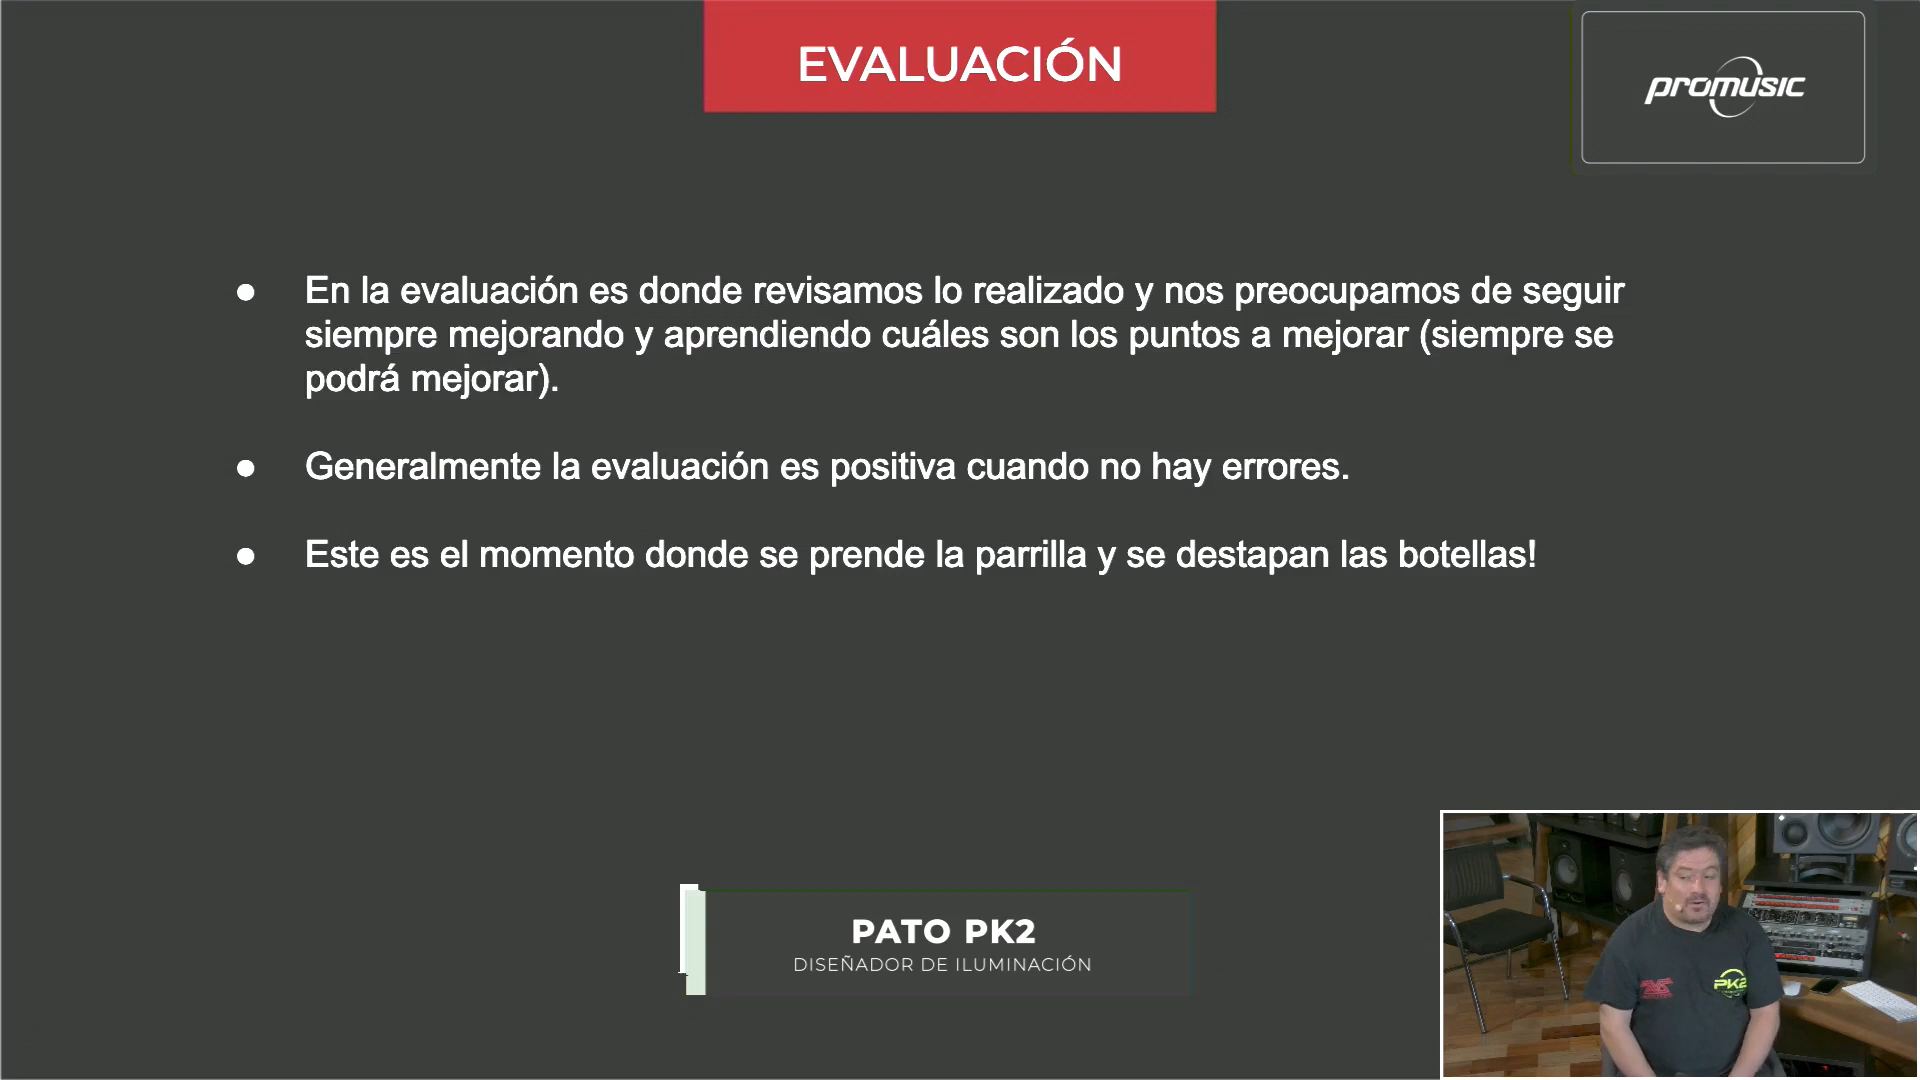 EVALUACIÓN
promusic
● En la evaluación es donde revisamos lo realizado y nos preocupamos de seguir
siempre mejorando y aprendiendo cuáles son los puntos a mejorar (siempre se
podrá mejorar).
● Generalmente la evaluación es positiva cuando no hay errores.
● Este es el momento donde se prende la parrilla y se destapan las botellas!
PATO PK2
DISEÑADOR DE ILUMINACIÓN
PK2